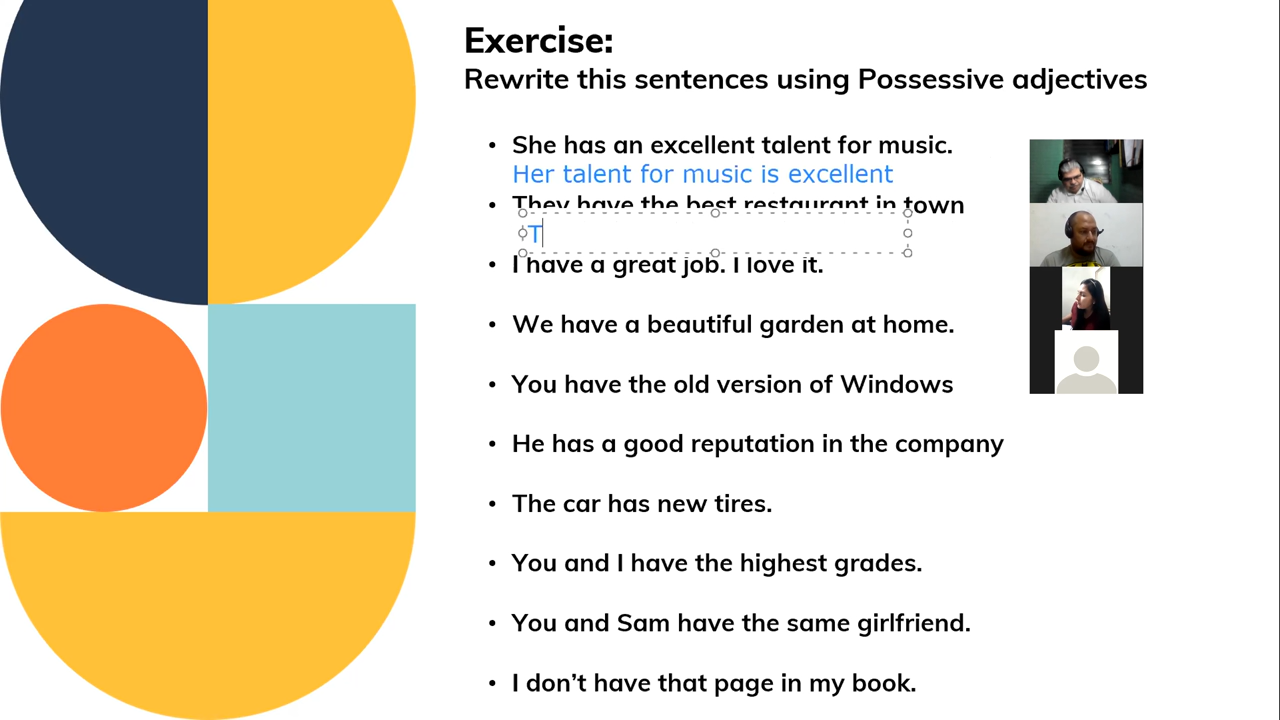 Exercise:
Rewrite this sentences using Possessive adjectives
• She has an excellent talent for music.
Her talent for music is excellent
• They have the best restaurant in town
T
• I have a great job. I love it.
• We have a beautiful garden at home.
• You have the old version of Windows
• He has a good reputation in the company
• The car has new tires.
• You and I have the highest grades.
• You and Sam have the same girlfriend.
• I don’t have that page in my book.